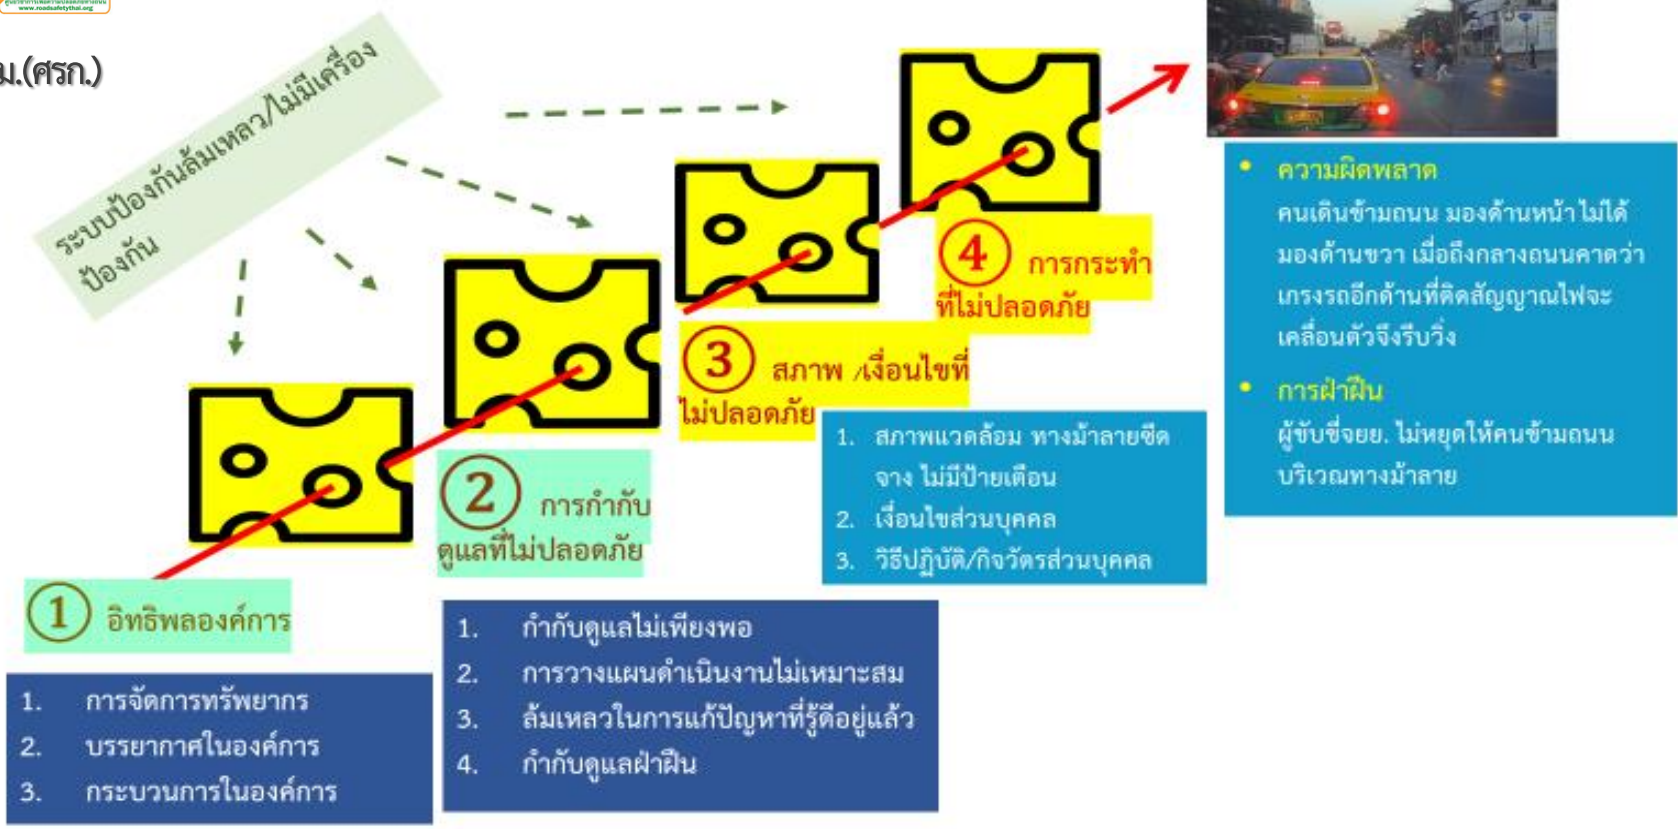 www.roadsafetythai.org
ม.(ศรก.)
ระบบป้องกันล้มเหลว/ไม่มีเครื่อง
ป้องกัน
1 อิทธิพลองค์การ
1. การจัดการทรัพยากร
2. บรรยากาศในองค์การ
3. กระบวนการในองค์การ
2 การกำกับ
ดูแลที่ไม่ปลอดภัย
1. กำกับดูแลไม่เพียงพอ
2. การวางแผนดำเนินงานไม่เหมาะสม
3. ล้มเหลวในการแก้ปัญหาที่รู้ดีอยู่แล้ว
4. กำกับดูแลฝ่าฝืน
3 สภาพ /เงื่อนไขที่
ไม่ปลอดภัย
1. สภาพแวดล้อม ทางม้าลายซีด
จาง ไม่มีป้ายเตือน
2. เงื่อนไขส่วนบุคคล
3. วิธีปฏิบัติ/กิจวัตรส่วนบุคคล
4 การกระทำ
ที่ไม่ปลอดภัย
• ความผิดพลาด
คนเดินข้ามถนน มองด้านหน้า ไม่ได้
มองด้านขวา เมื่อถึงกลางถนนคาดว่า
เกรงรถอีกด้านที่ติดสัญญาณไฟจะ
เคลื่อนตัวจึงรีบวิ่ง
• การฝ่าฝืน
ผู้ขับขี่จยย. ไม่หยุดให้คนข้ามถนน
บริเวณทางม้าลาย